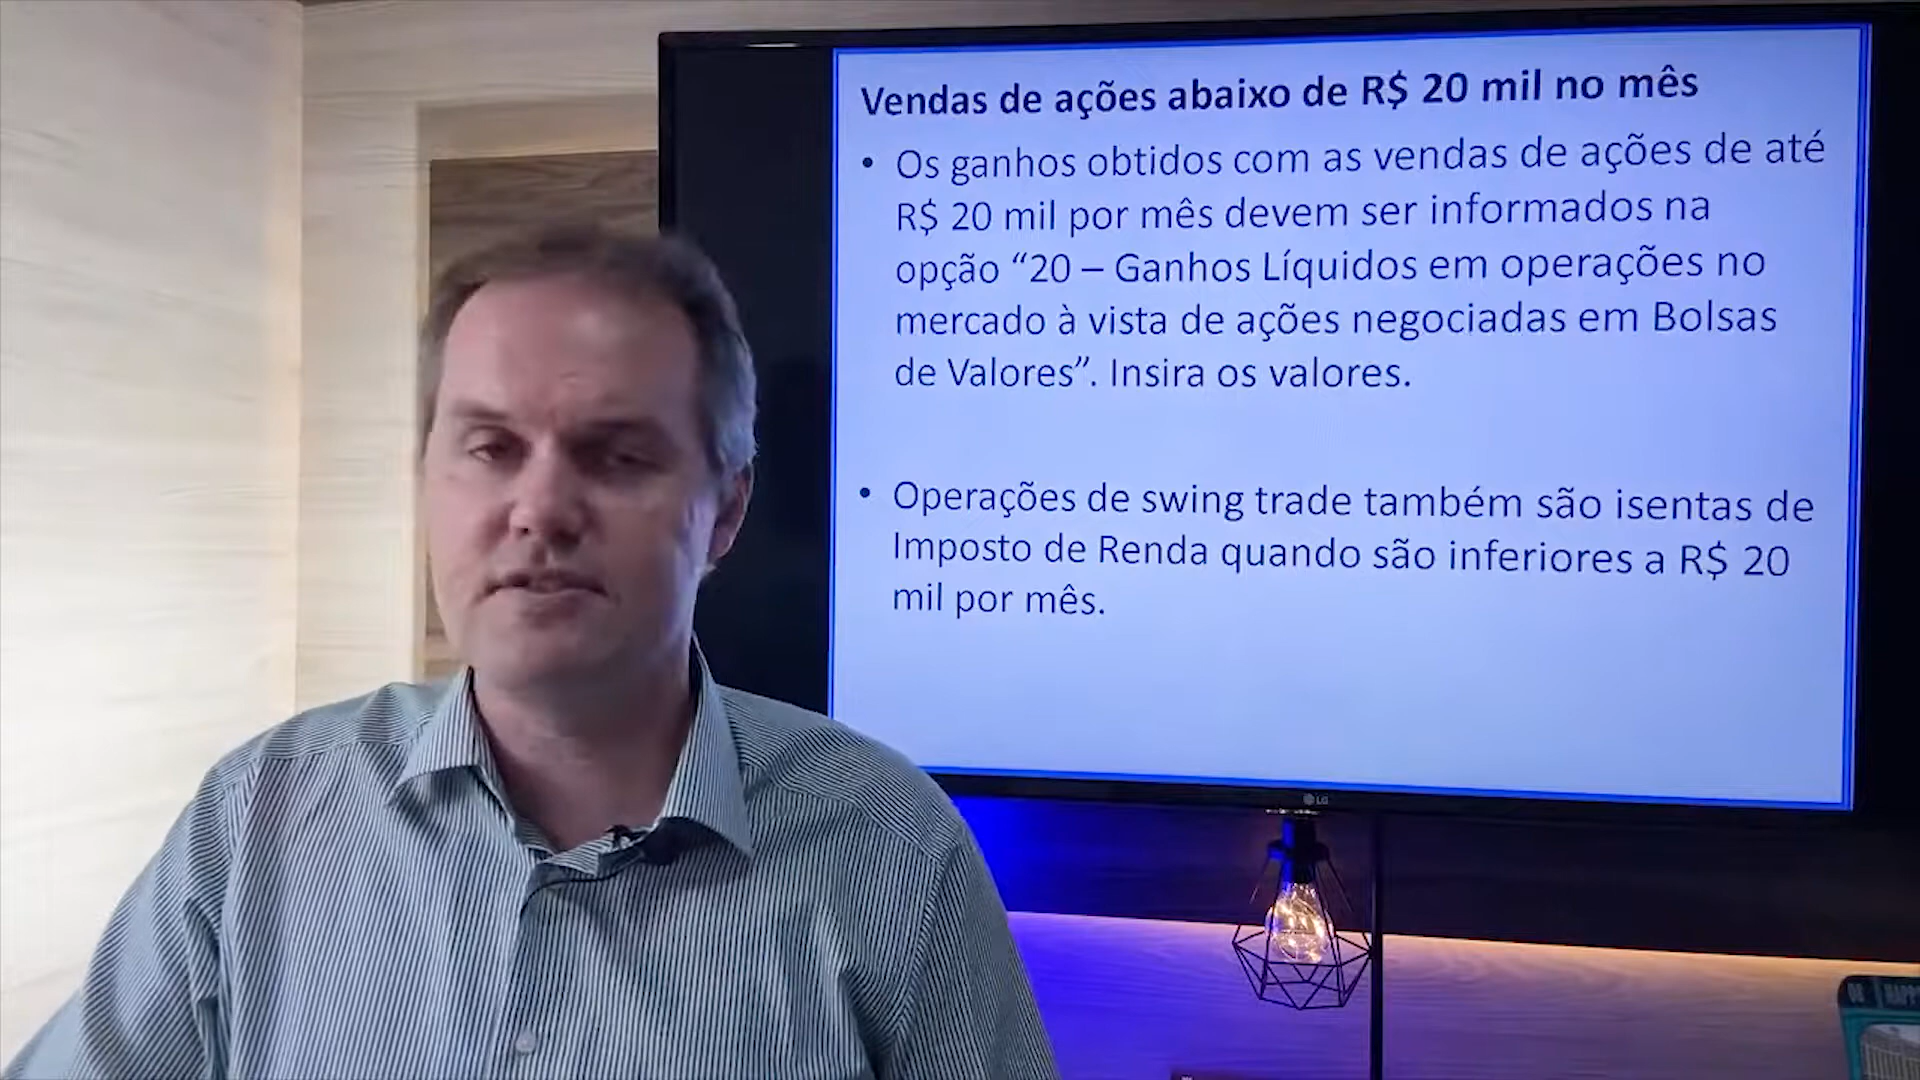 Vendas de ações abaixo de R$ 20 mil no mês
• Os ganhos obtidos com as vendas de ações de até
R$ 20 mil por mês devem ser informados na
opção “20 – Ganhos Líquidos em operações no
mercado à vista de ações negociadas em Bolsas
de Valores”. Insira os valores.
• Operações de swing trade também são isentas de
Imposto de Renda quando são inferiores a R$ 20
mil por mês.
LG